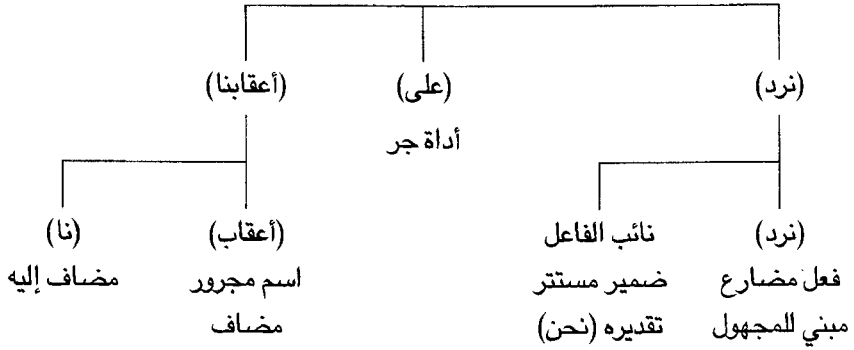 (نرد) (على) (أعقابنا)
أداة جر
(نرد) نائب الفاعل (أعقاب) (نا)
فعل مضارع ضمير مستتر اسم مجرور مضاف إليه
مبني للمجهول تقديره (نحن) مضاف